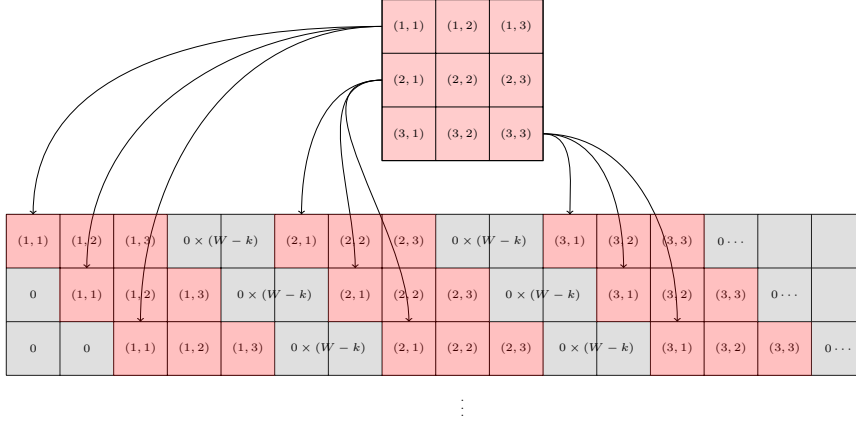 (1, 1) (1, 2) (1, 3)
(2, 1) (2, 2) (2, 3)
(3, 1) (3, 2) (3, 3)
(1, 1) (1, 2) (1, 3) 0 × (W − k) (2, 1) (2, 2) (2, 3) 0 × (W − k) (3, 1) (3, 2) (3, 3) 0 ⋯
0 (1, 1) (1, 2) (1, 3) 0 × (W − k) (2, 1) (2, 2) (2, 3) 0 × (W − k) (3, 1) (3, 2) (3, 3) 0 ⋯
0 0 (1, 1) (1, 2) (1, 3) 0 × (W − k) (2, 1) (2, 2) (2, 3) 0 × (W − k) (3, 1) (3, 2) (3, 3) 0 ⋯
⋮